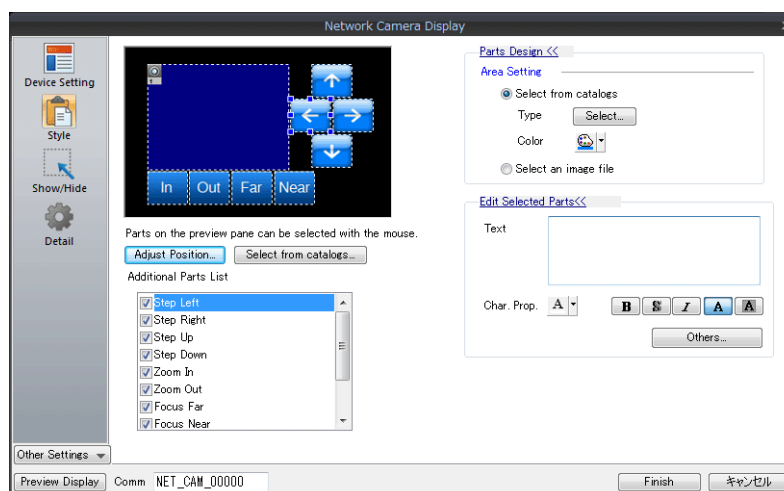 Network Camera Display
Device Setting
Style
Show/Hide
Detail
1
In Out Far Near
Parts on the preview pane can be selected with the mouse.
Adjust Position... Select from catalogs...
Additional Parts List
Step Left
Step Right
Step Up
Step Down
Zoom In
Zoom Out
Focus Far
Focus Near
Parts Design <<
Area Setting
Select from catalogs
Type Select...
Color
Select an image file
Edit Selected Parts<<
Text
Char. Prop. A B S I A A
Others...
Other Settings
Preview Display Comm NET_CAM_00000 Finish キャンセル